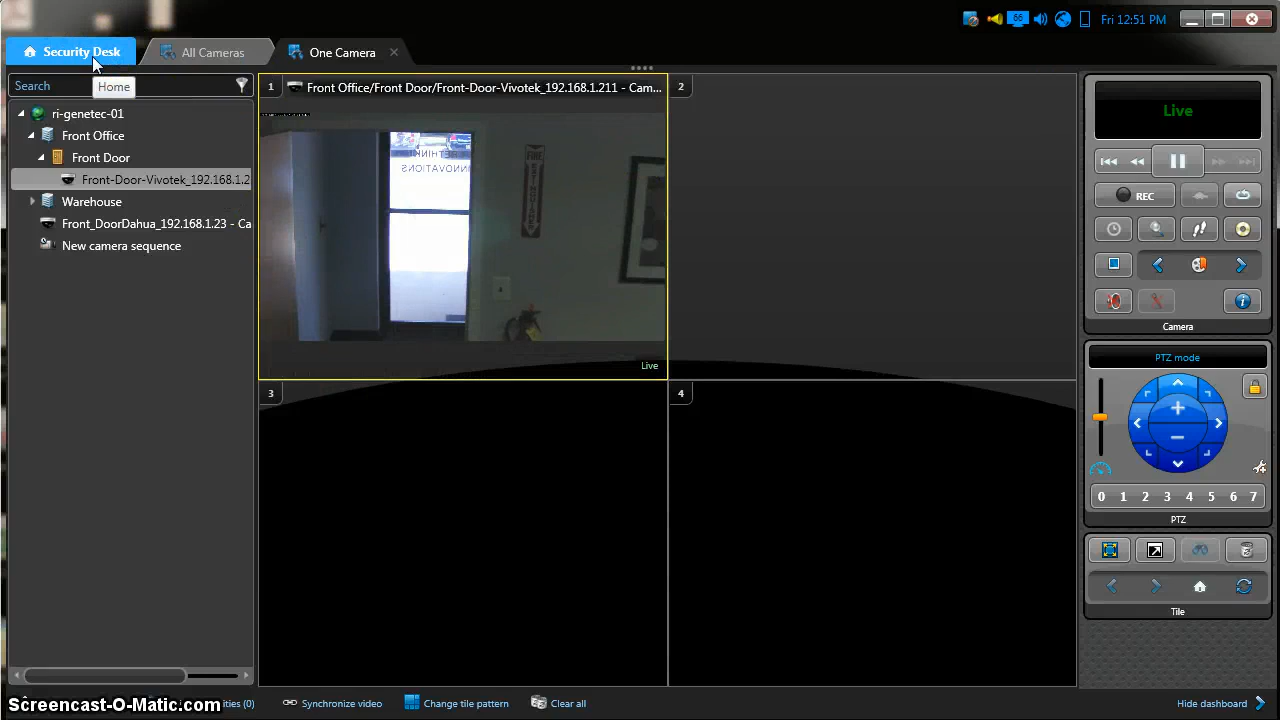 66 Fri 12:51 PM
Security Desk
All Cameras
One Camera
Search
Home
ri-genetec-01
Front Office
Front Door
Front-Door-Vivotek_192.168.1.2
Warehouse
Front_DoorDahua_192.168.1.23 - Ca
New camera sequence
1
Front Office/Front Door/Front-Door-Vivotek_192.168.1.211 - Cam...
FIRE
Live
2
3
4
Live
REC
Camera
PTZ mode
0 1 2 3 4 5 6 7
PTZ
Tile
Screencast-O-Matic.com
ities (0)
Synchronize video
Change tile pattern
Clear all
Hide dashboard